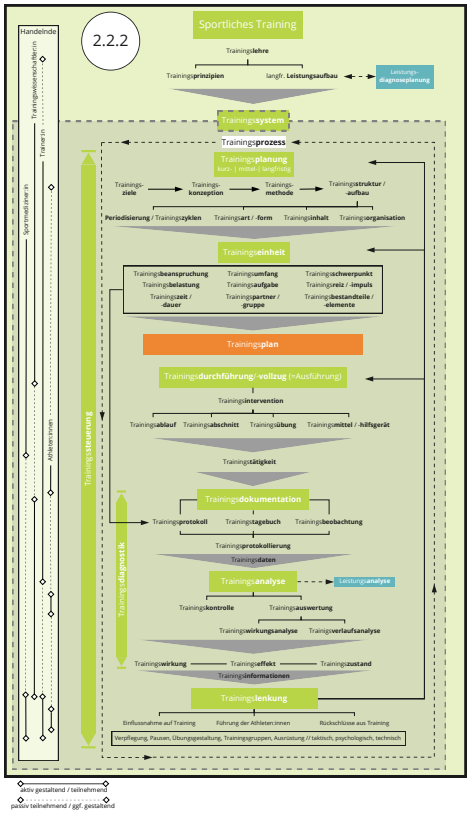 Sportliches Training
Handelnde
2.2.2
Trainingslehre
Trainingsprinzipien
langfr. Leistungsaufbau
Leistungs-
diagnoseplanung
Trainingssystem
Trainingsprozess
Trainingsplanung
kurz- | mittel-| langfristig
Trainings-
ziele
Trainings-
konzeption
Trainings-
methode
Trainingsstruktur /
-aufbau
Periodisierung / Trainingszyklen
Trainingsart / -form
Trainingsinhalt
Trainingsorganisation
Trainingseinheit
Trainingsbeanspruchung
Trainingsumfang
Trainingsschwerpunkt
Trainingsbelastung
Trainingsaufgabe
Trainingsreiz / -impuls
Trainingszeit /
-dauer
Trainingspartner /
-gruppe
Trainingsbestandteile /
-elemente
Trainingsplan
Trainingsdurchführung/-vollzug (=Ausführung)
Trainingsintervention
Trainingsablauf
Trainingsabschnitt
Trainingsübung
Trainingsmittel / -hilfsgerät
Trainingstätigkeit
Trainingsdokumentation
Trainingsprotokoll
Trainingstagebuch
Trainingsbeobachtung
Trainingsprotokollierung
Trainingsdaten
Trainingsanalyse
Leistungsanalyse
Trainingskontrolle
Trainingsauswertung
Trainingswirkungsanalyse
Trainingsverlaufsanalyse
Trainingswirkung
Trainingseffekt
Trainingszustand
Trainingsinformationen
Trainingslenkung
Einflussnahme auf Training
Führung der Athleten:innen
Rückschlüsse aus Training
Verpflegung, Pausen, Übungsgestaltung, Trainingsgruppen, Ausrüstung // taktisch, psychologisch, technisch
Sportmediziner:in
Trainingswissenschaftler:in
Trainer:in
Athleten:innen
Trainingssteuerung
Trainingsdiagnostik
aktiv gestaltend / teilnehmend
passiv teilnehmend / ggf. gestaltend